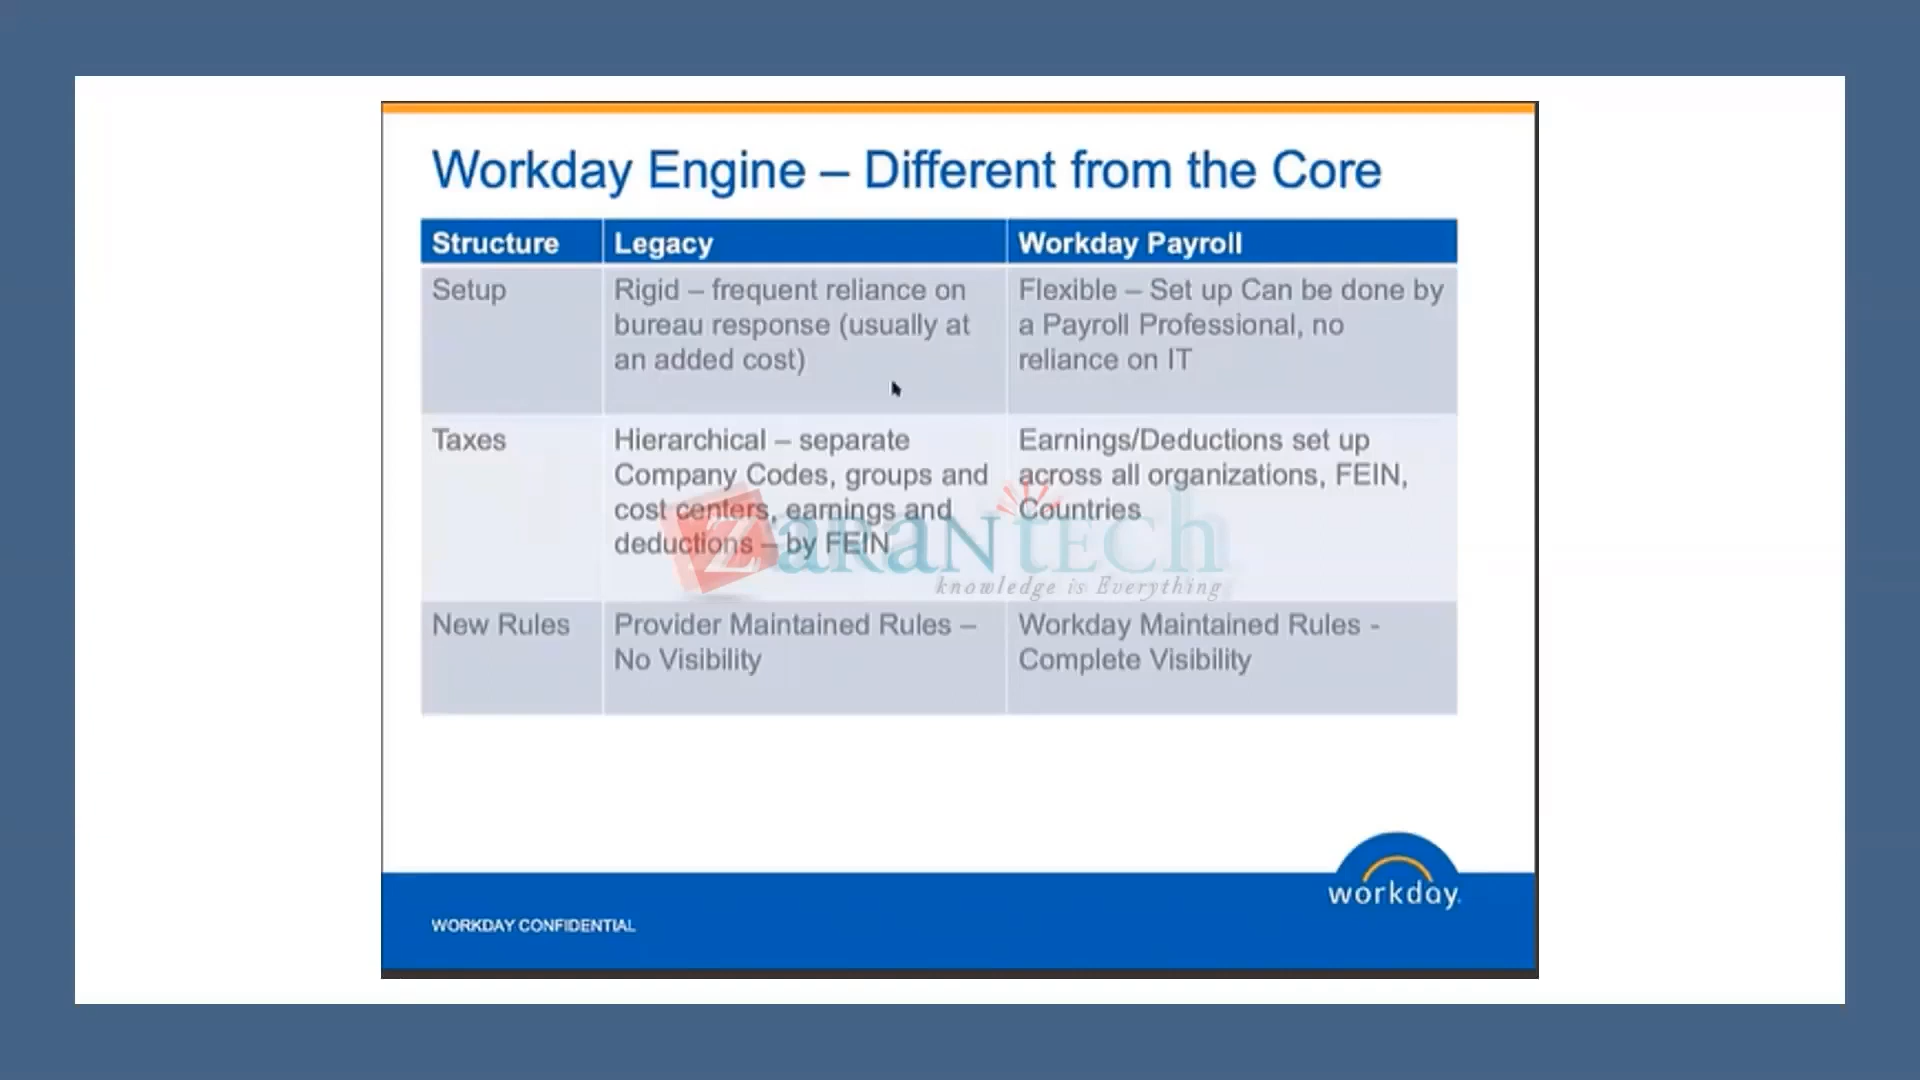 Workday Engine – Different from the Core
Structure
Legacy
Workday Payroll
Setup
Rigid – frequent reliance on
bureau response (usually at
an added cost)
Flexible – Set up Can be done by
a Payroll Professional, no
reliance on IT
Taxes
Hierarchical – separate
Company Codes, groups and
cost centers, earnings and
deductions – by FEIN
Earnings/Deductions set up
across all organizations, FEIN,
Countries
ZaranTech
knowledge is Everything
New Rules
Provider Maintained Rules –
No Visibility
Workday Maintained Rules -
Complete Visibility
workday.
WORKDAY CONFIDENTIAL